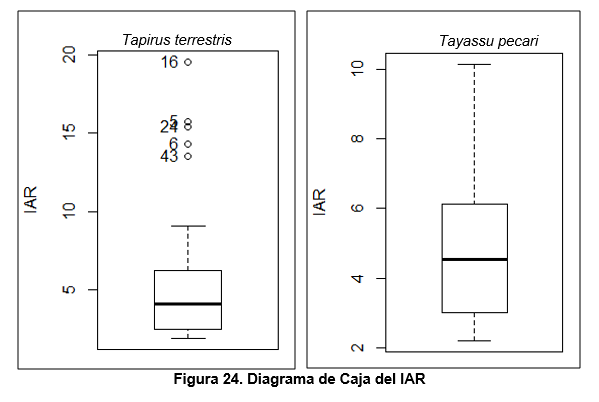 Tapirus terrestris
20
15
10
5
IAR
16
5
24
6
43
Tayassu pecari
10
8
6
4
2
IAR
Figura 24. Diagrama de Caja del IAR